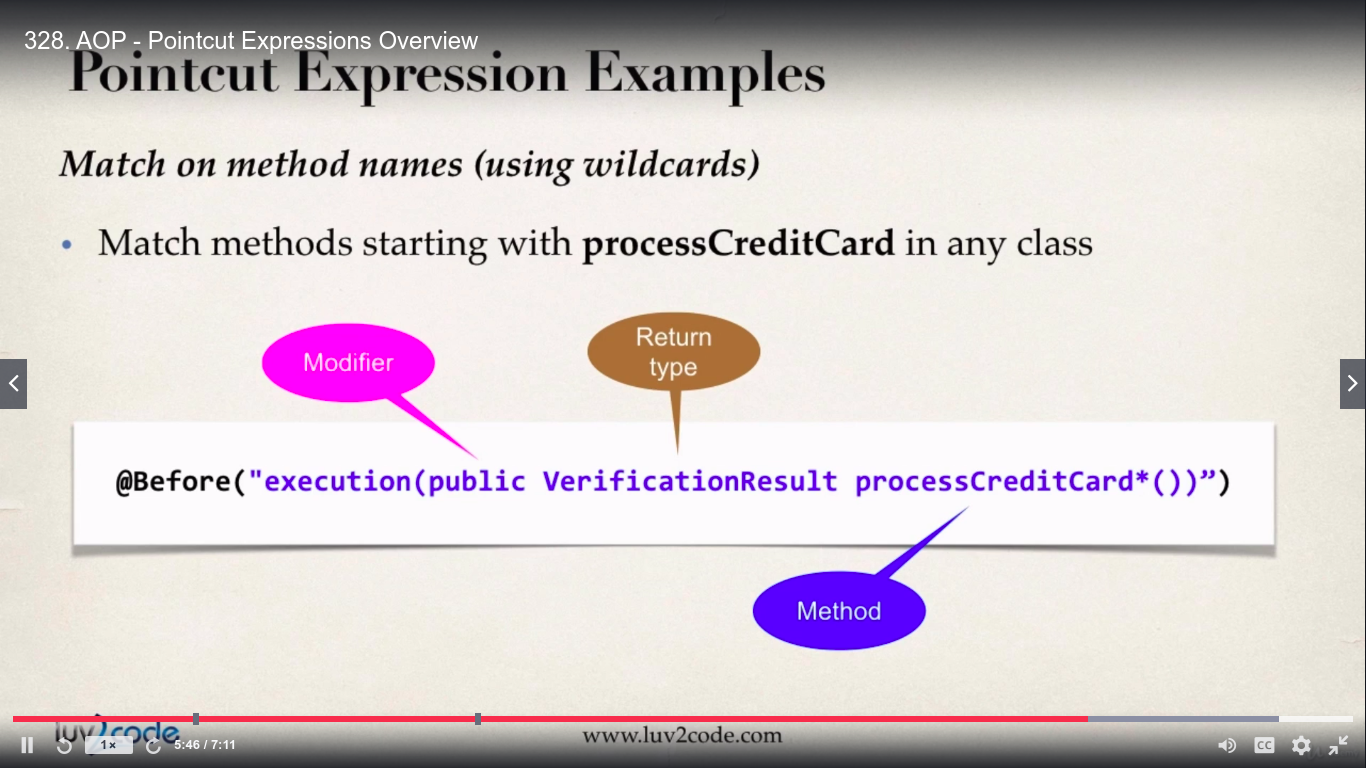 328. AOP - Pointcut Expressions Overview
Pointcut Expression Examples
Match on method names (using wildcards)
• Match methods starting with processCreditCard in any class
Modifier
Return
type
@Before("execution(public VerificationResult processCreditCard*())”)
Method
luv2code
www.luv2code.com
1×
5:46 / 7:11
CC